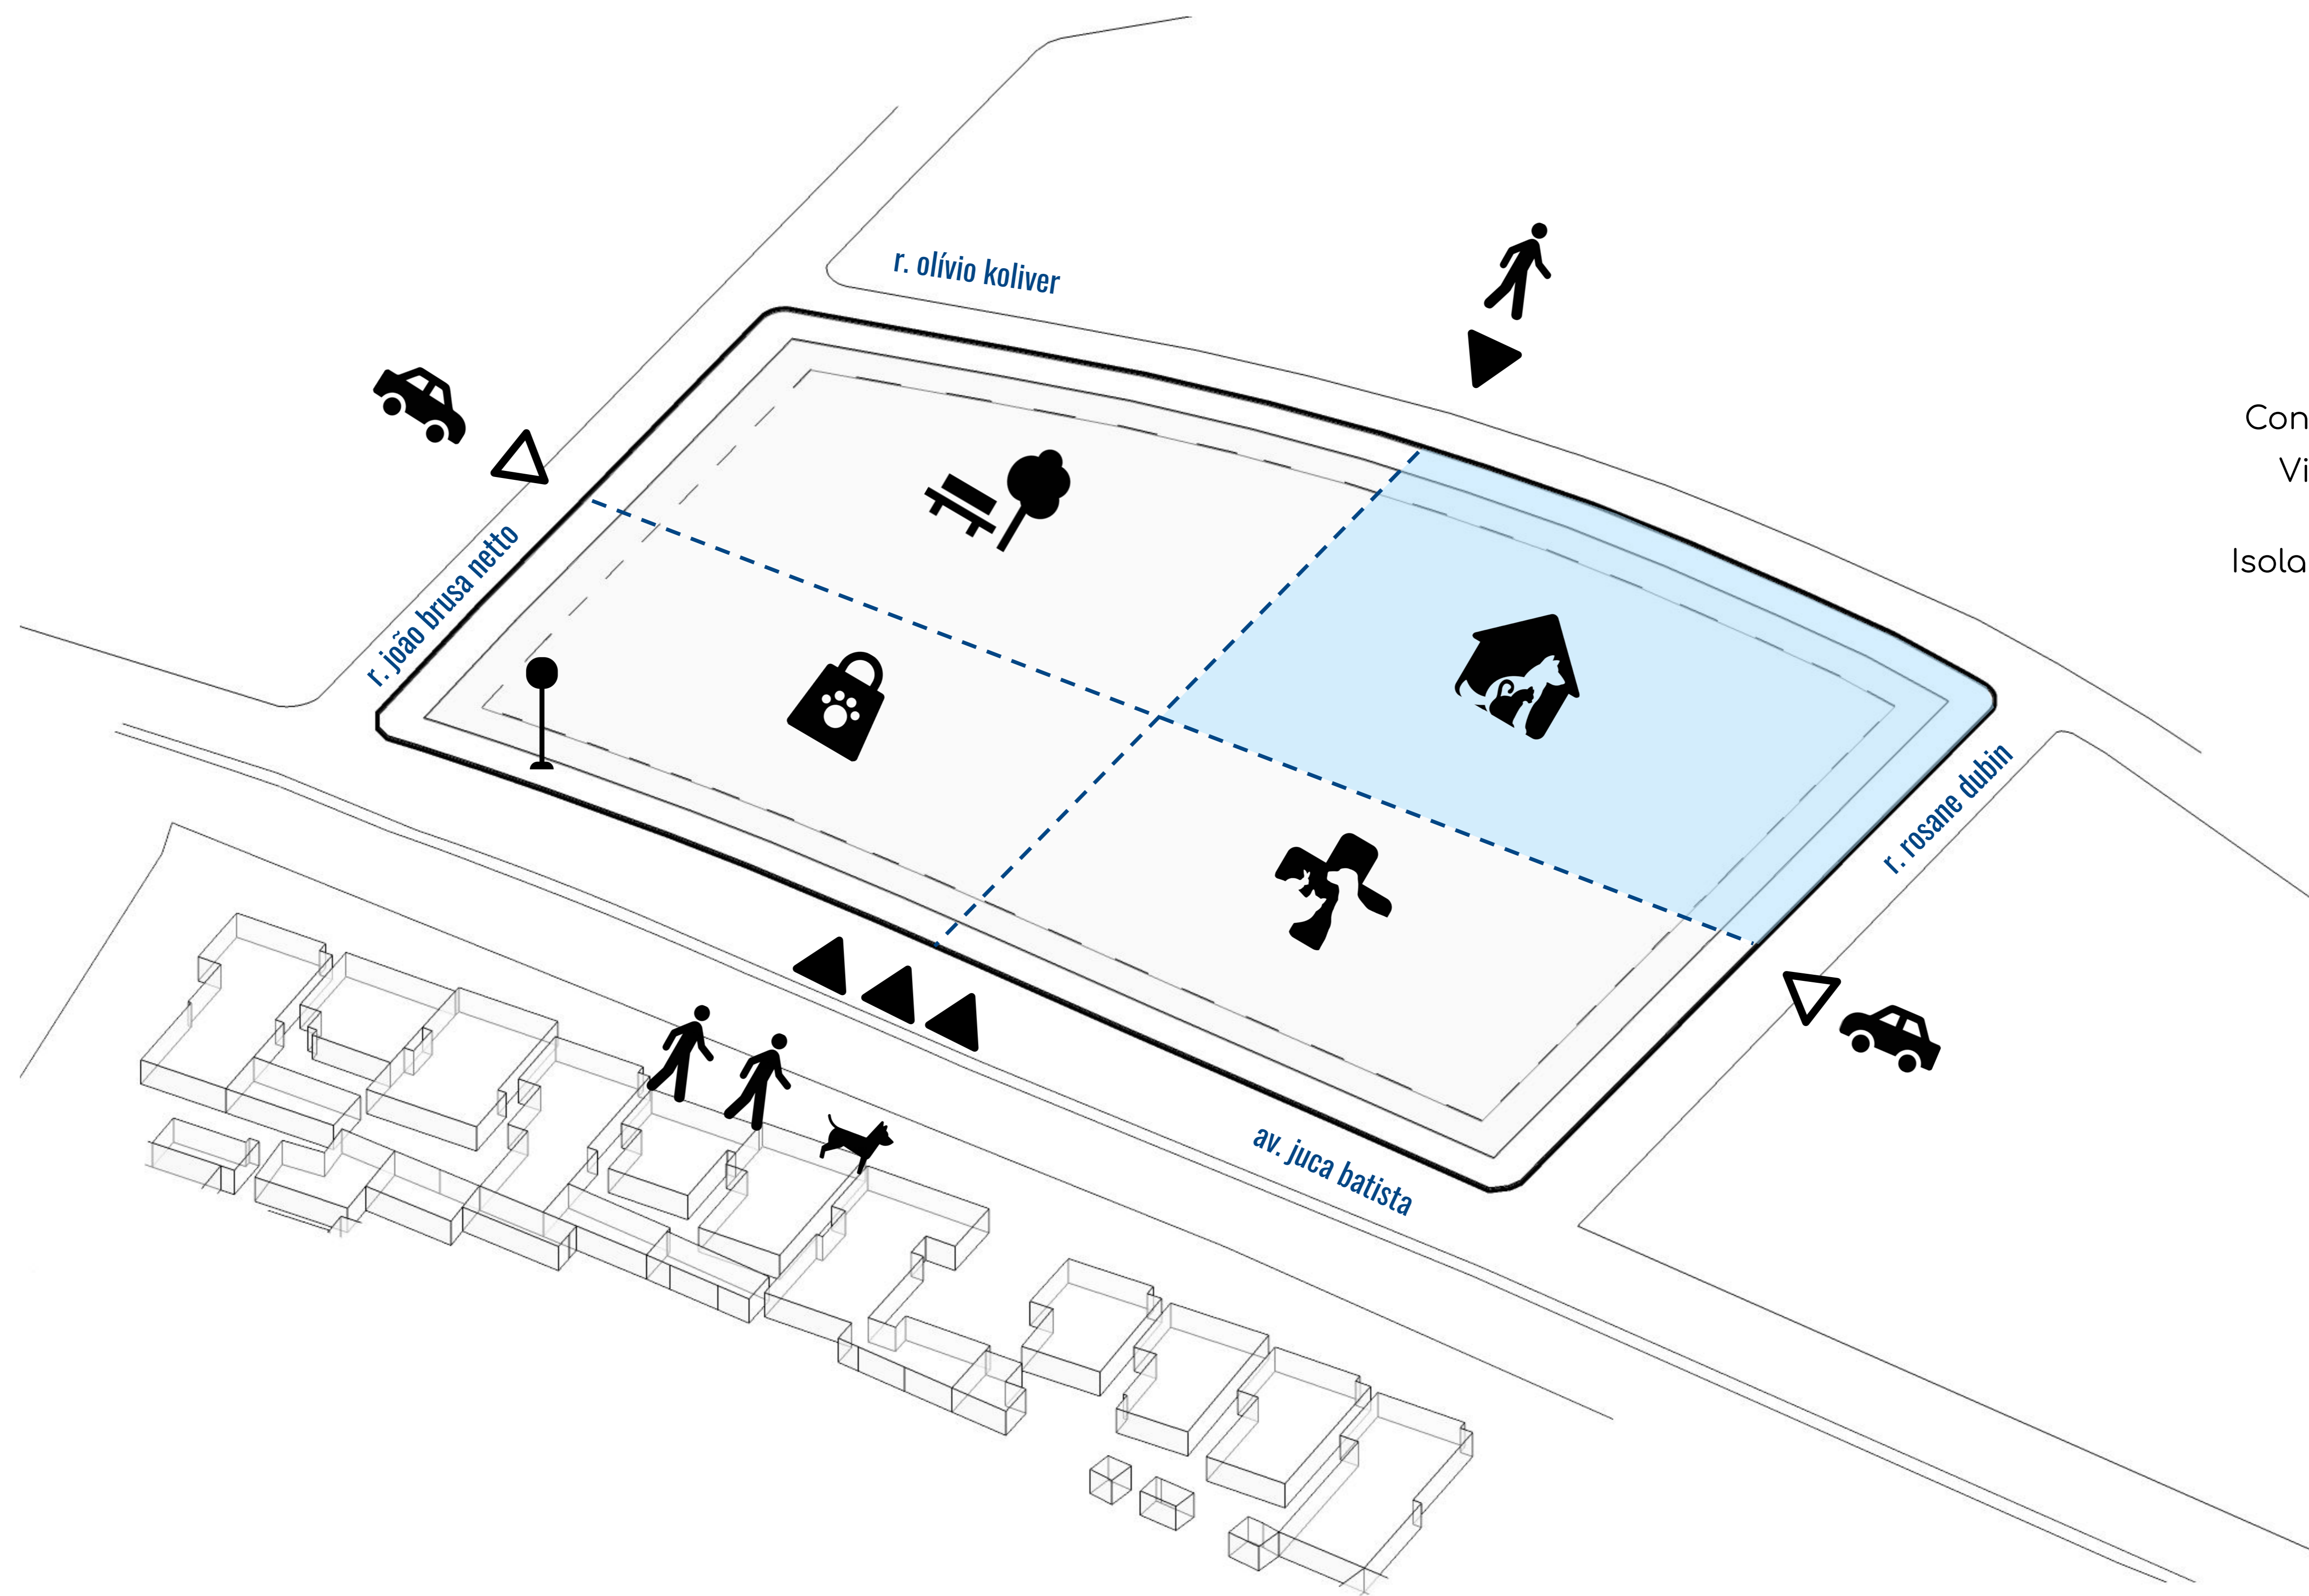 r. olívio koliver
Con
Vi
r. joão brusa netto
Isola
r. rosane dubin
av. juca batista